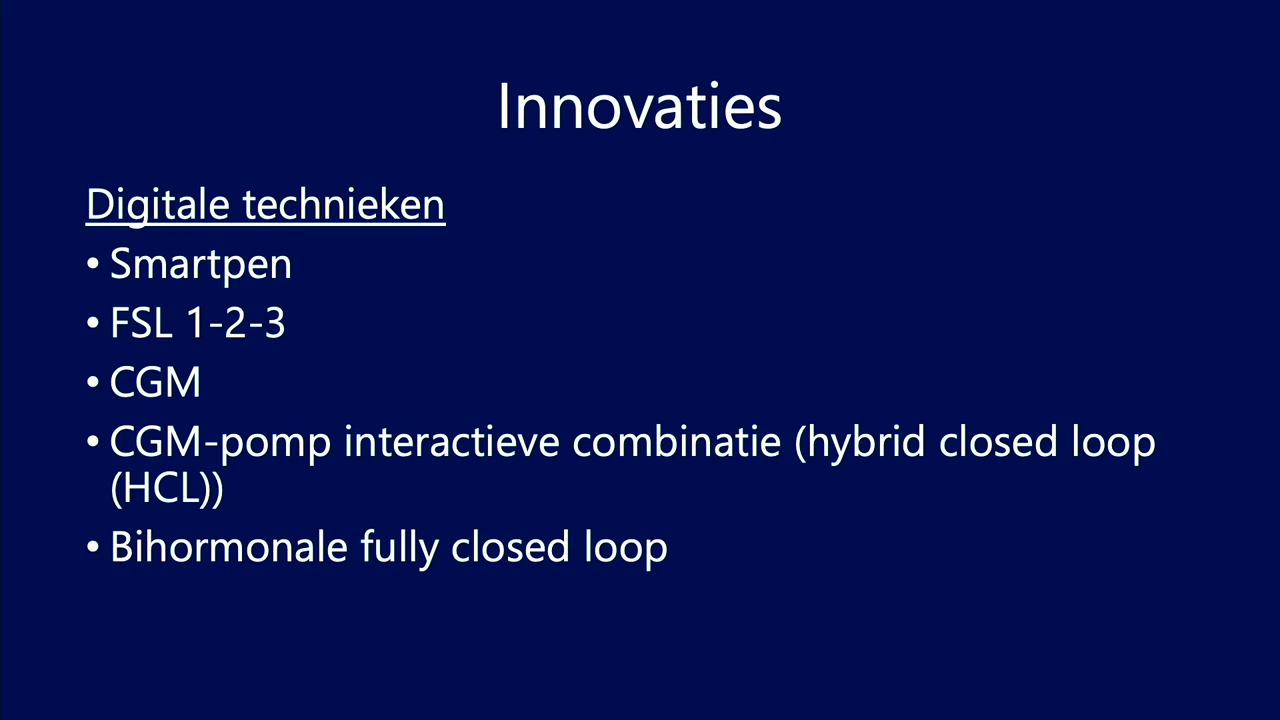 Innovaties
Digitale technieken
• Smartpen
• FSL 1-2-3
• CGM
• CGM-pomp interactieve combinatie (hybrid closed loop
(HCL))
• Bihormonale fully closed loop